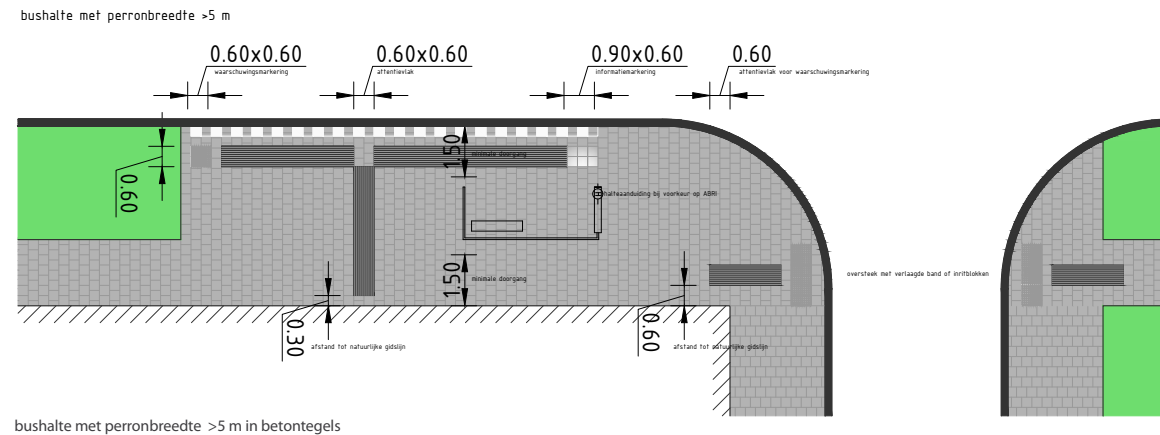 bushalte met perronbreedte >5 m
0.60x0.60
waarschuwingsmarkering
0.60x0.60
attentievlak
0.90x0.60
informatiemarkering
0.60
attentievlak voor waarschuwingsmarkering
1.50
minimale doorgang
0.60
halteaanduiding bij voorkeur op ABRI
1.50
minimale doorgang
oversteek met verlaagde band of inritblokken
0.30
afstand tot natuurlijke gidslijn
0.60
afstand tot natuurlijke gidslijn
bushalte met perronbreedte >5 m in betontegels